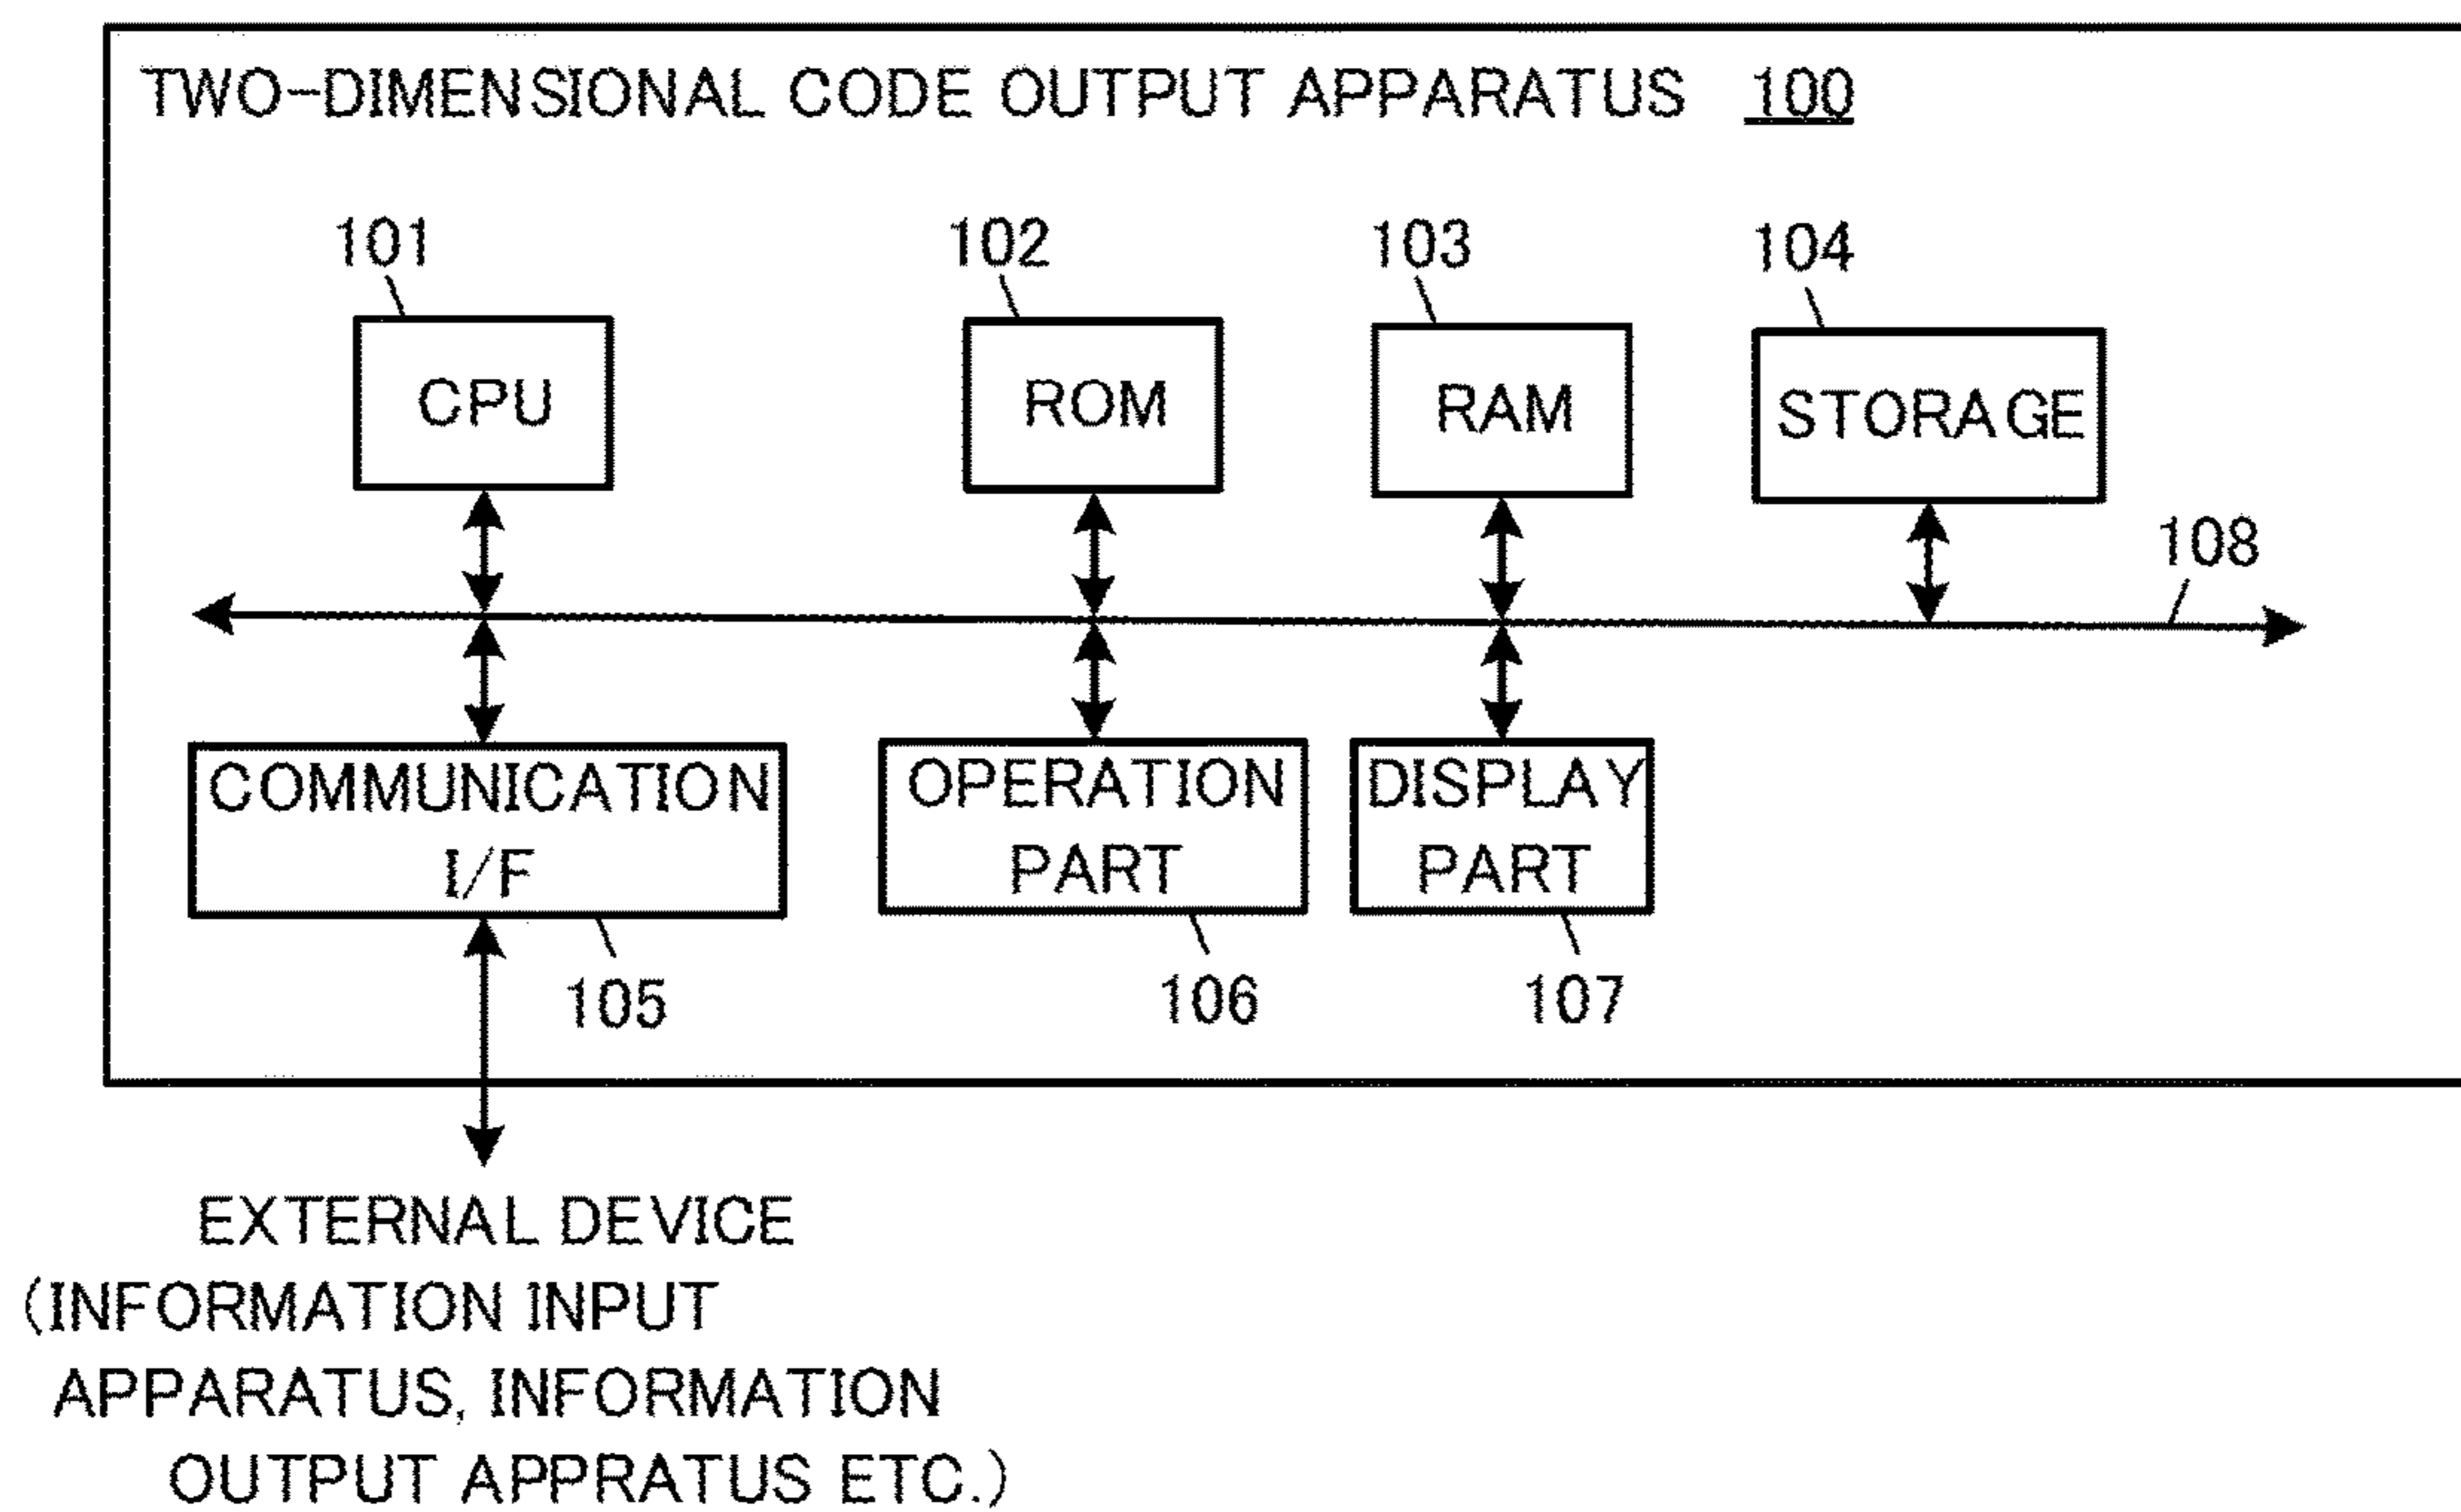 TWO-DIMENSIONAL CODE OUTPUT APPARATUS 100
101
102
103
104
CPU
ROM
RAM
STORAGE
108
COMMUNICATION
I/F
OPERATION
PART
DISPLAY
PART
105
106
107
EXTERNAL DEVICE
(INFORMATION INPUT
APPARATUS, INFORMATION
OUTPUT APPRATUS ETC.)